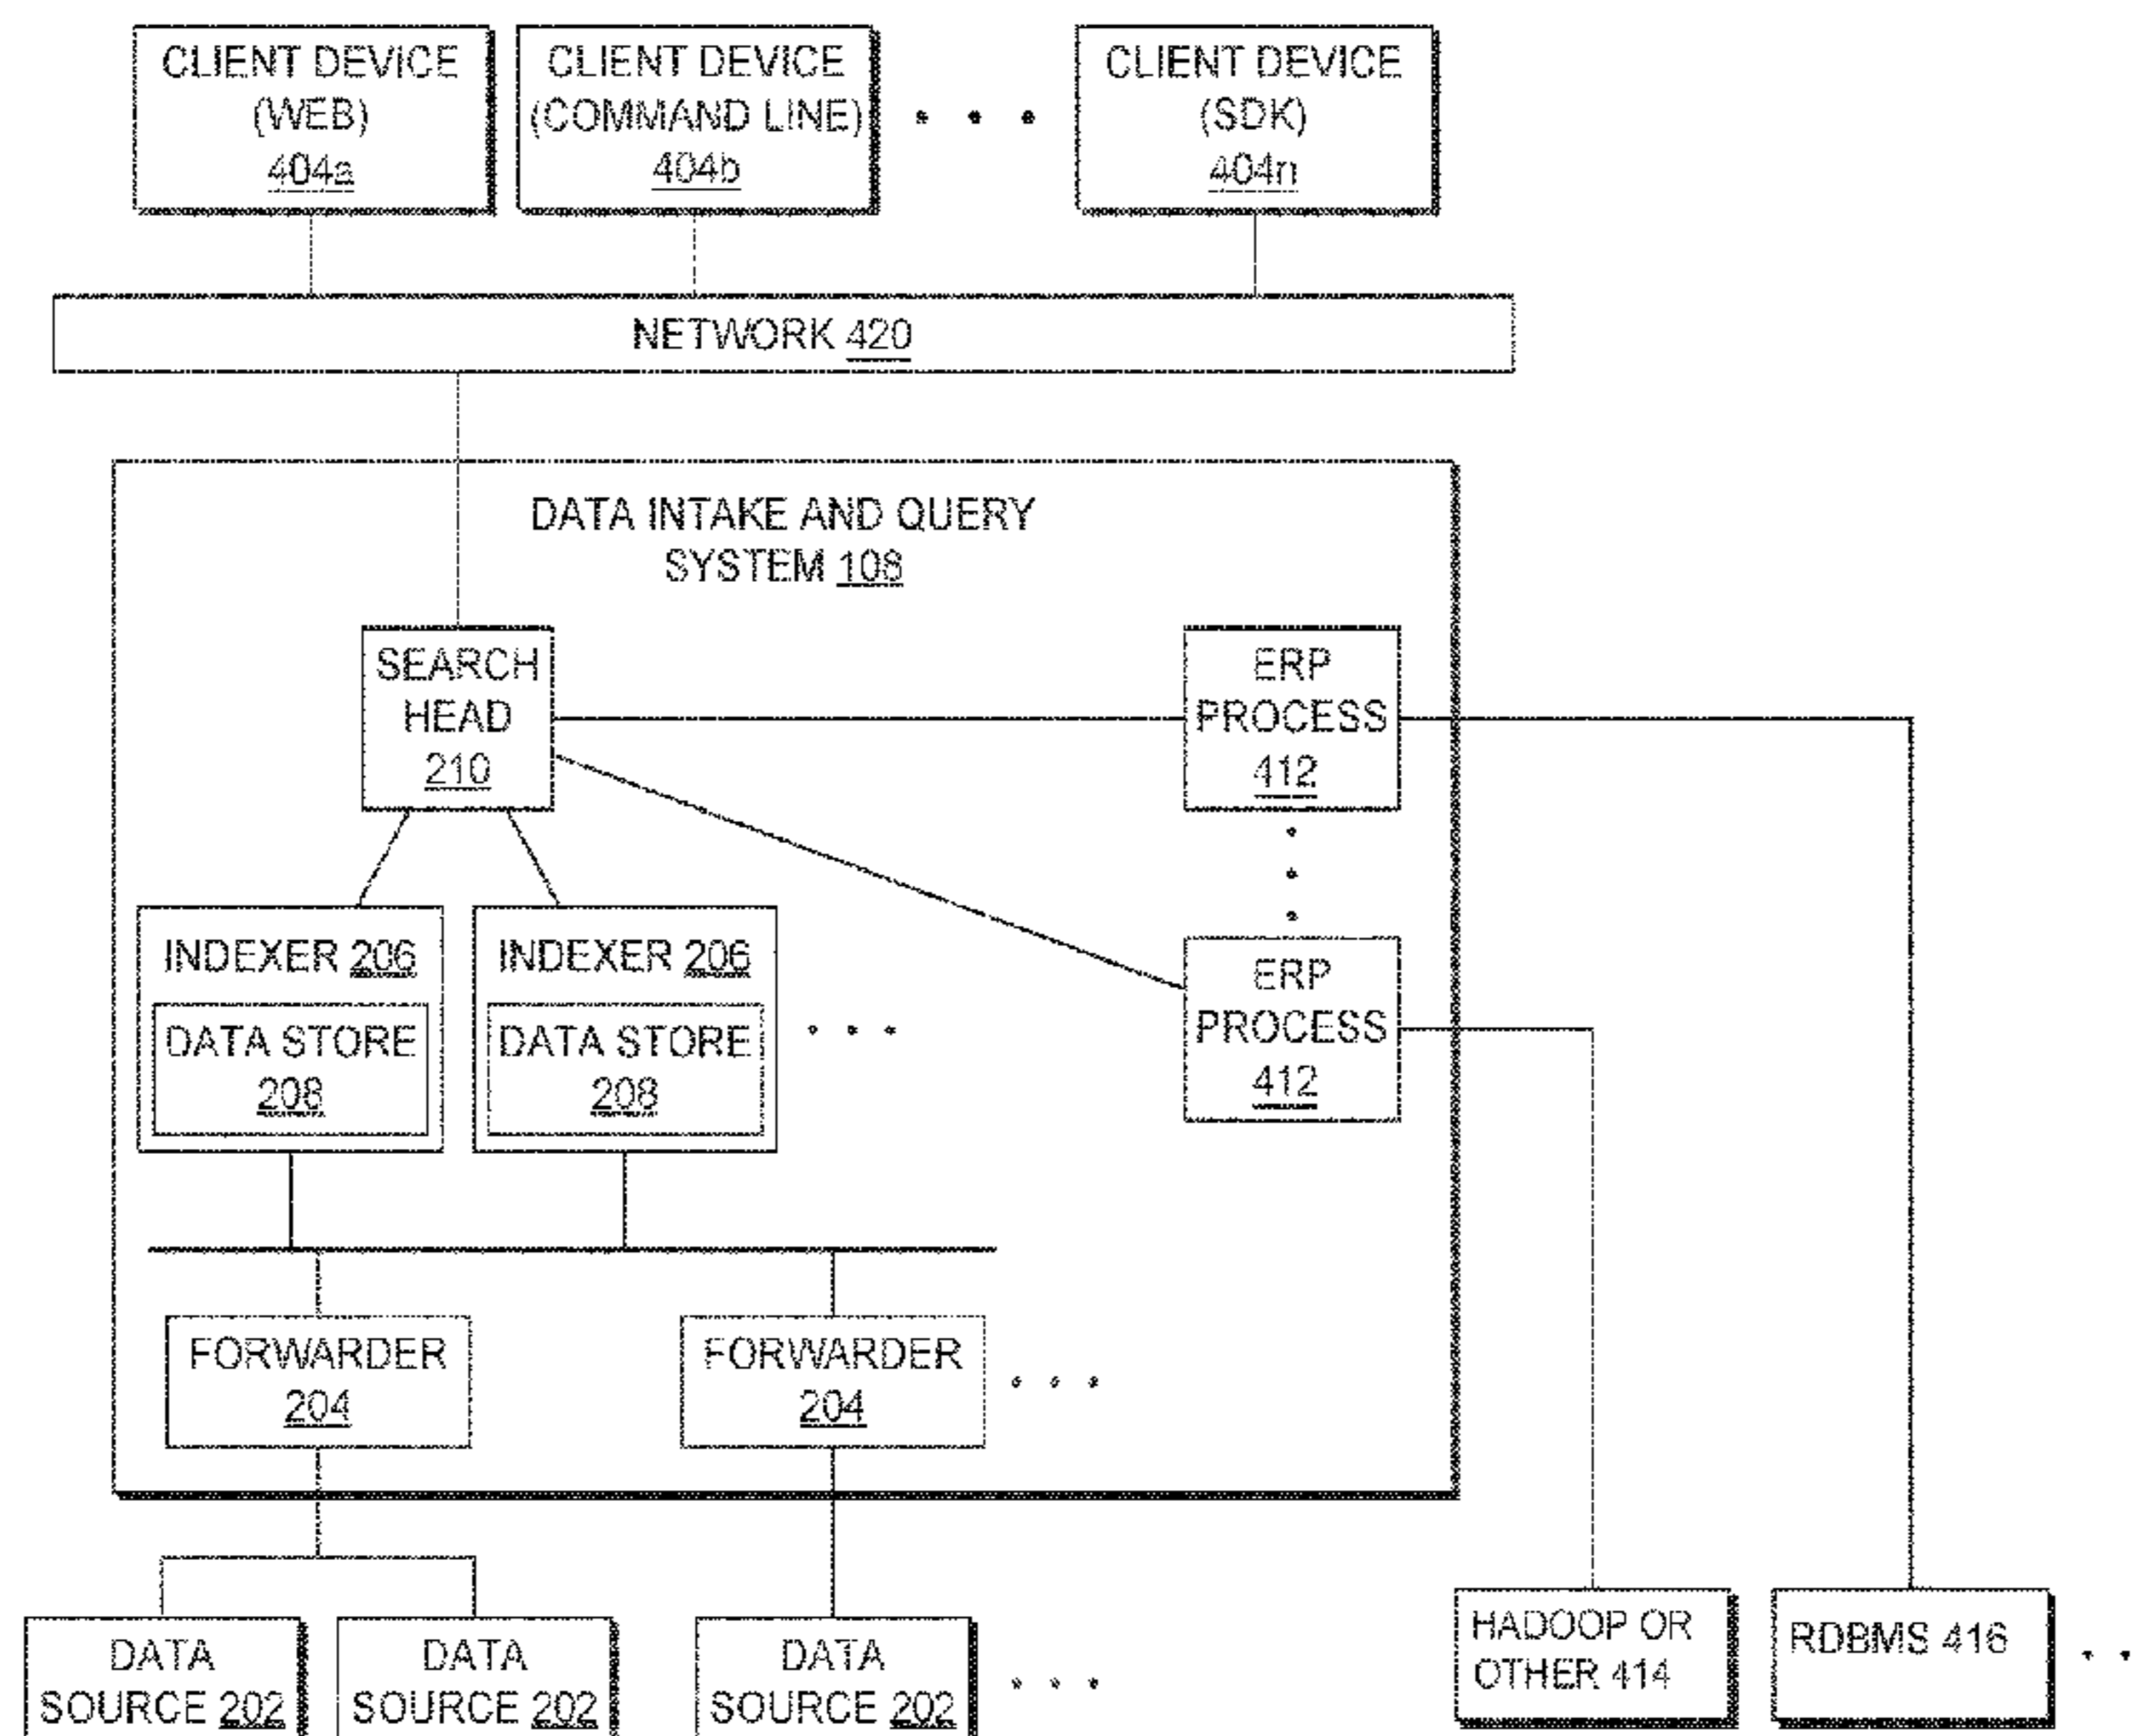 CLIENT DEVICE
(WEB)
404a
CLIENT DEVICE
(COMMAND LINE)
404b
CLIENT DEVICE
(SDK)
404n
NETWORK 420
DATA INTAKE AND QUERY
SYSTEM 108
SEARCH
HEAD
210
ERP
PROCESS
412
INDEXER 206
DATA STORE
208
INDEXER 206
DATA STORE
208
ERP
PROCESS
412
FORWARDER
204
FORWARDER
204
DATA
SOURCE 202
DATA
SOURCE 202
DATA
SOURCE 202
HADOOP OR
OTHER 414
RDBMS 416